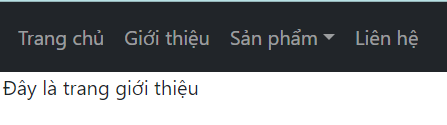 Trang chủ Giới thiệu Sản phẩm Liên hệ
Đây là trang giới thiệu